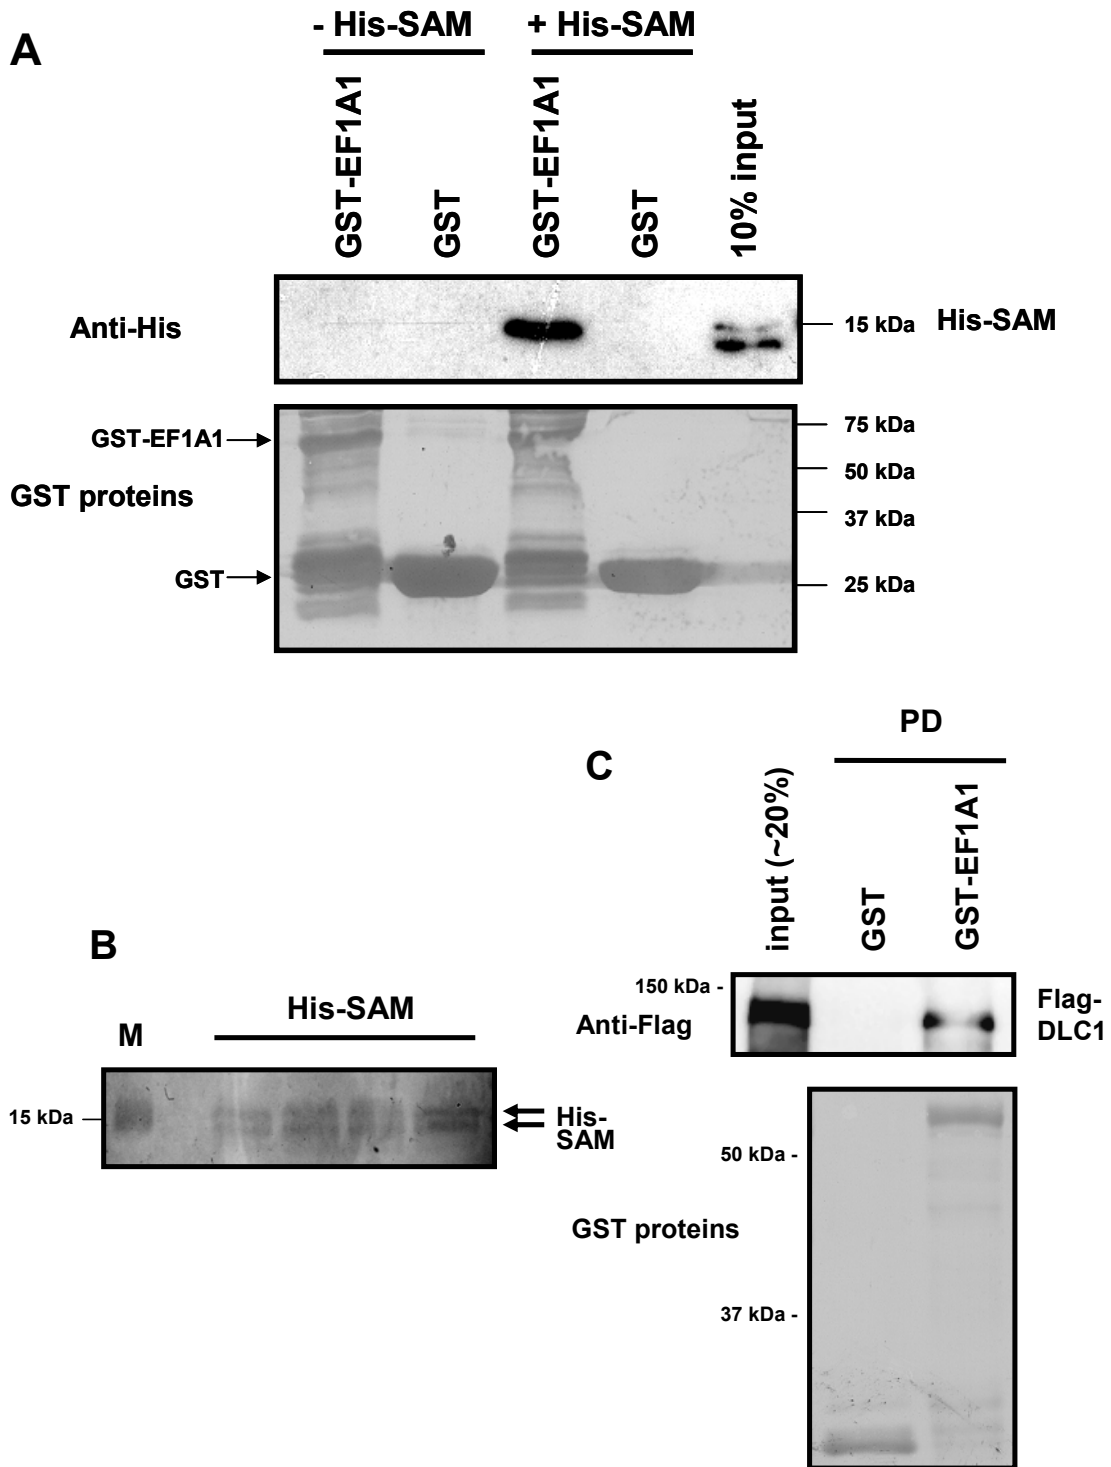 A
- His-SAM
+ His-SAM
GST-EF1A1
GST
GST-EF1A1
GST
10% input
Anti-His
15 kDa
His-SAM
GST-EF1A1
GST proteins
GST
75 kDa
50 kDa
37 kDa
25 kDa
B
M
His-SAM
15 kDa
His-
SAM
C
PD
input (~20%)
GST
GST-EF1A1
150 kDa -
Anti-Flag
Flag-
DLC1
50 kDa -
GST proteins
37 kDa -